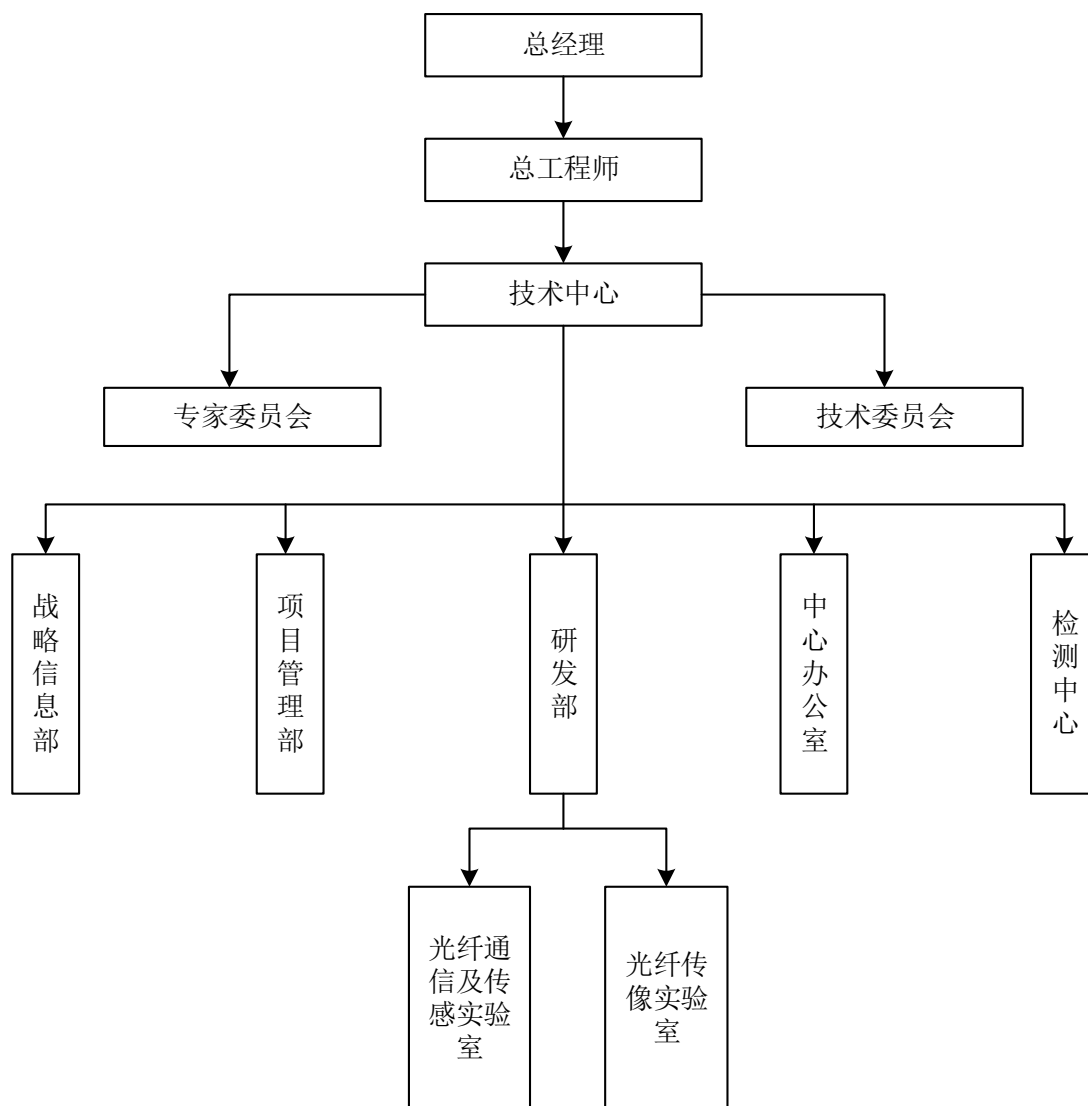 总经理
总工程师
技术中心
专家委员会
技术委员会
战略信息部
项目管理部
研发部
中心办公室
检测中心
光纤通
信及传
感实验
室
光纤传
像实验
室